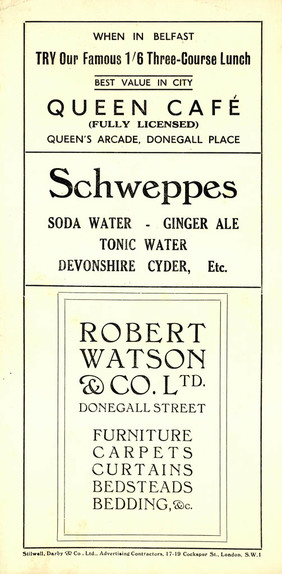 WHEN IN BELFAST
TRY Our Famous 1/6 Three-Course Lunch
BEST VALUE IN CITY
QUEEN CAFÉ
(FULLY LICENSED)
QUEEN'S ARCADE, DONEGALL PLACE
Schweppes
SODA WATER - GINGER ALE
TONIC WATER
DEVONSHIRE CYDER, Etc.
ROBERT
WATSON
& CO. LTD.
DONEGALL STREET
FURNITURE
CARPETS
CURTAINS
BEDSTEADS
BEDDING, &c.
Stilwell, Darby & Co. Ltd., Advertising Contractors, 17-19 Cockspur St., London, S.W.1